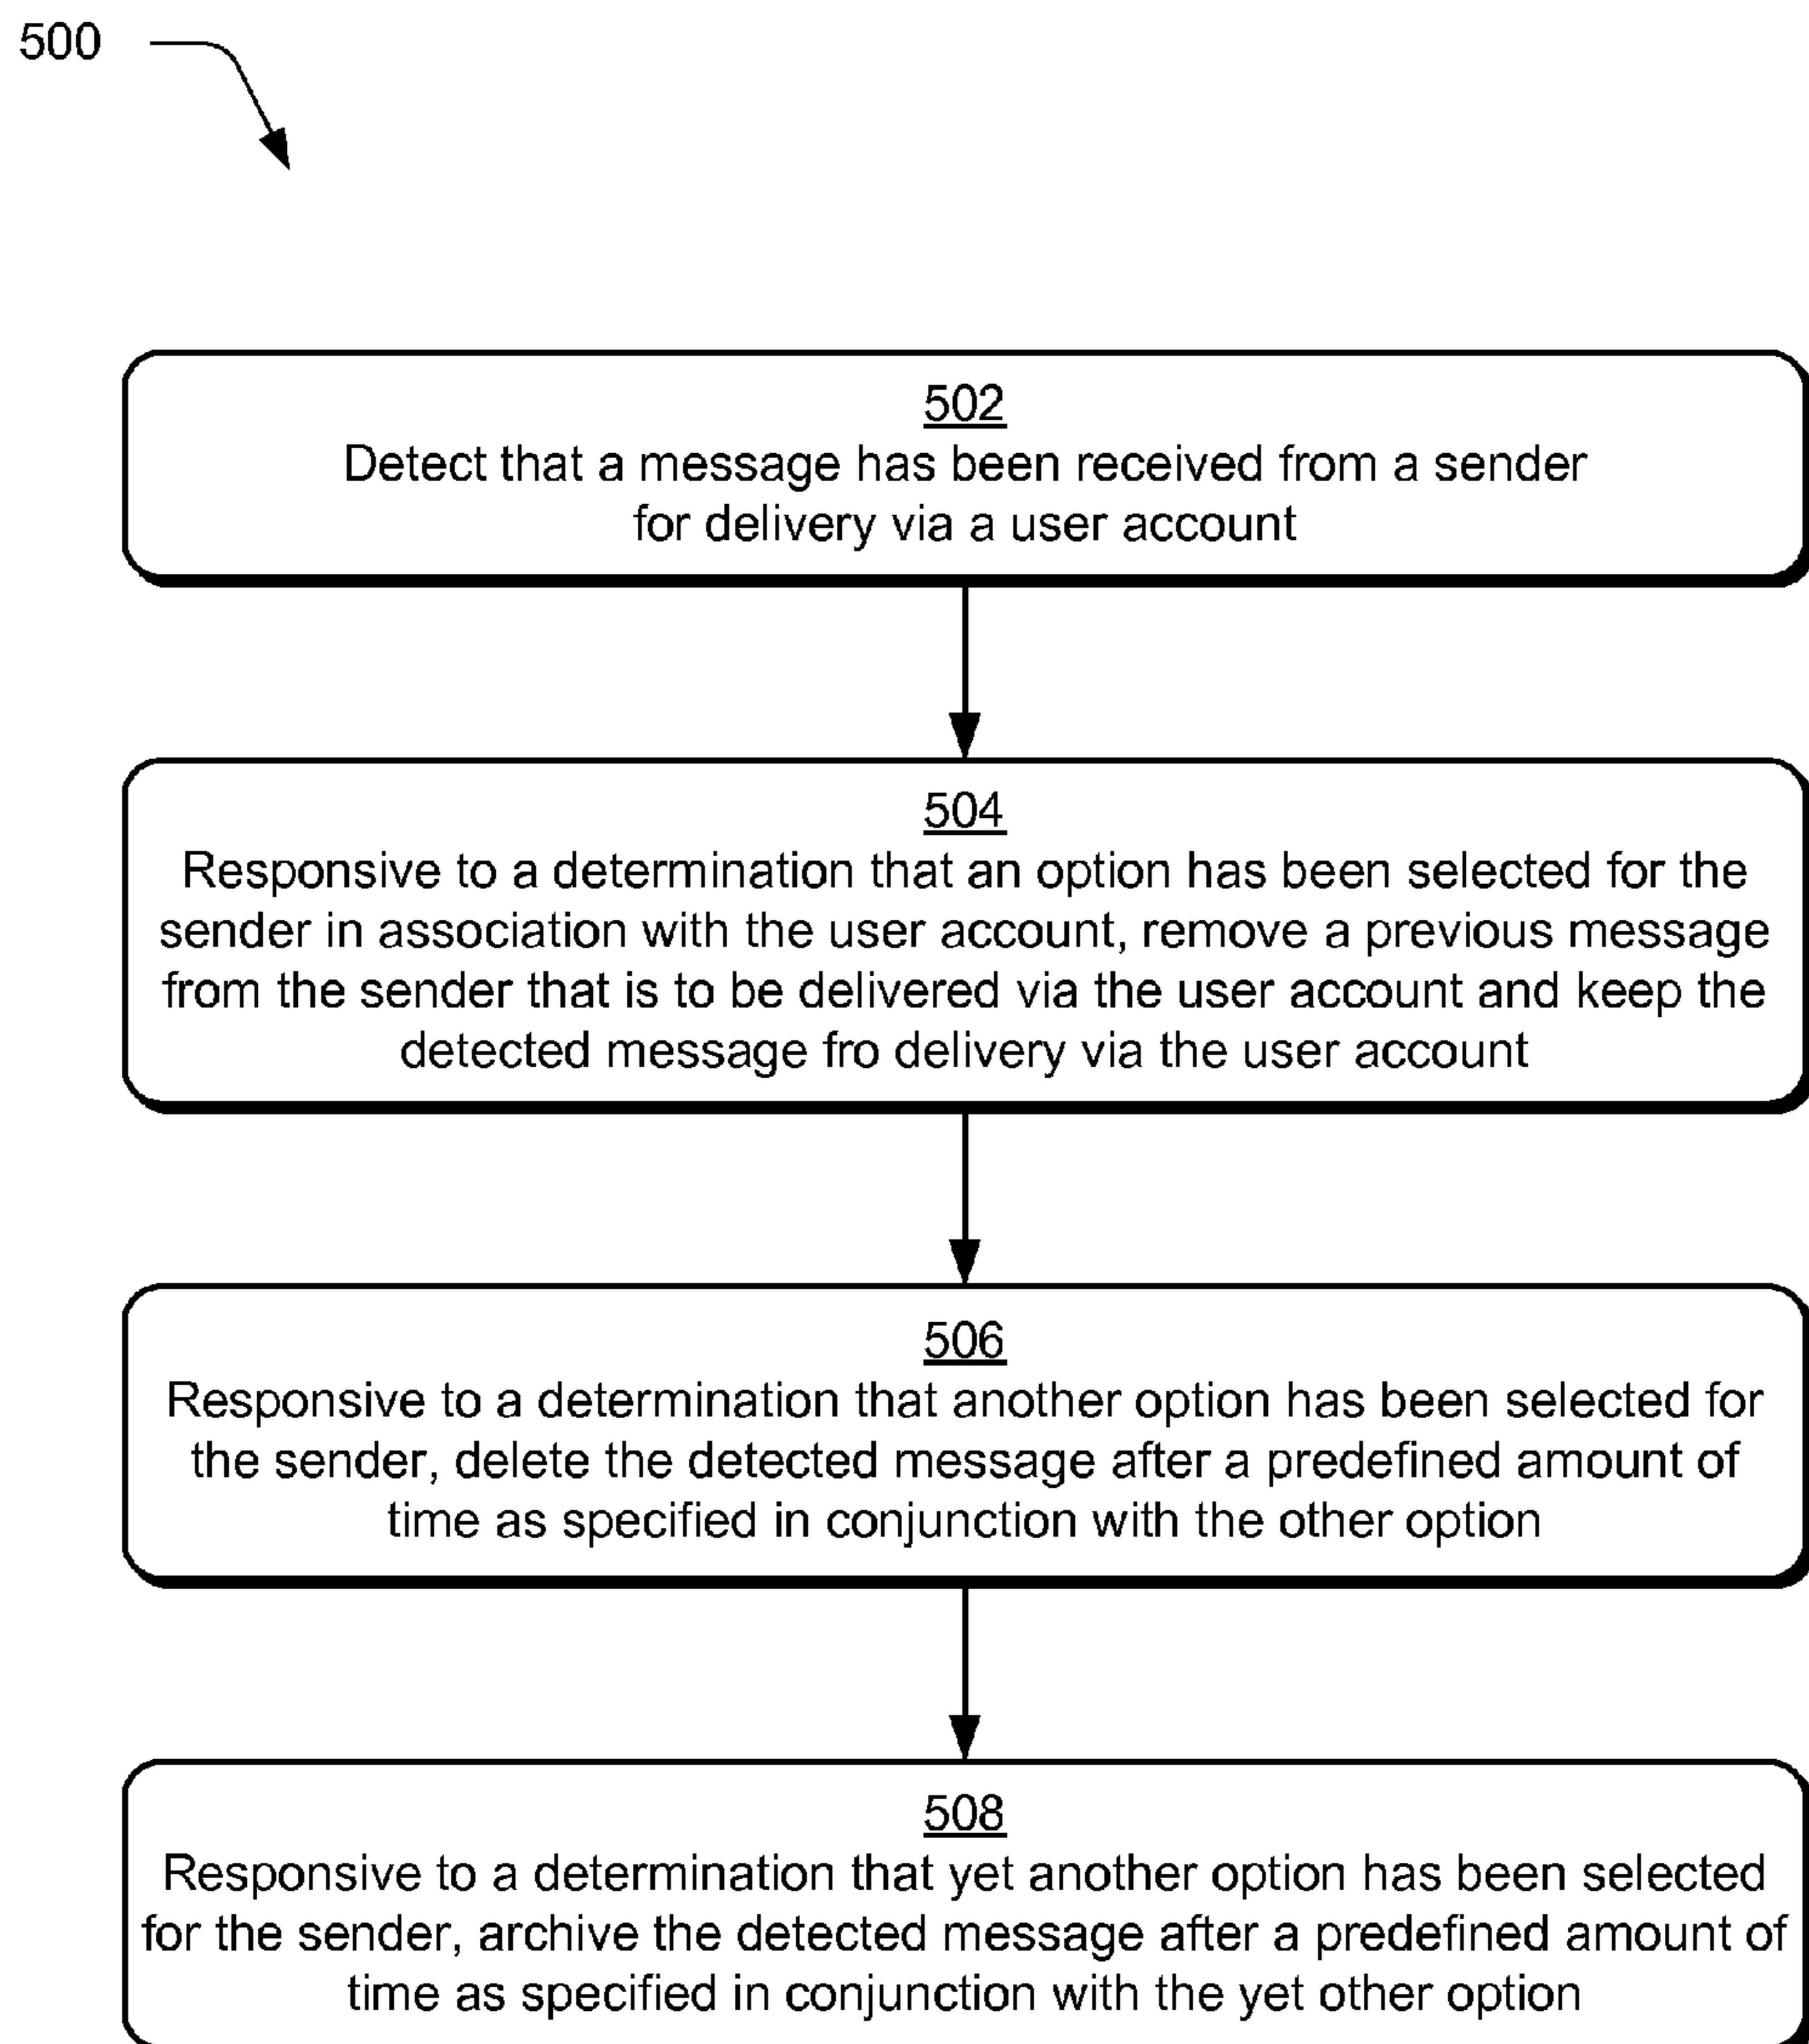 500
502
Detect that a message has been received from a sender
for delivery via a user account
504
Responsive to a determination that an option has been selected for the
sender in association with the user account, remove a previous message
from the sender that is to be delivered via the user account and keep the
detected message fro delivery via the user account
506
Responsive to a determination that another option has been selected for
the sender, delete the detected message after a predefined amount of
time as specified in conjunction with the other option
508
Responsive to a determination that yet another option has been selected
for the sender, archive the detected message after a predefined amount of
time as specified in conjunction with the yet other option